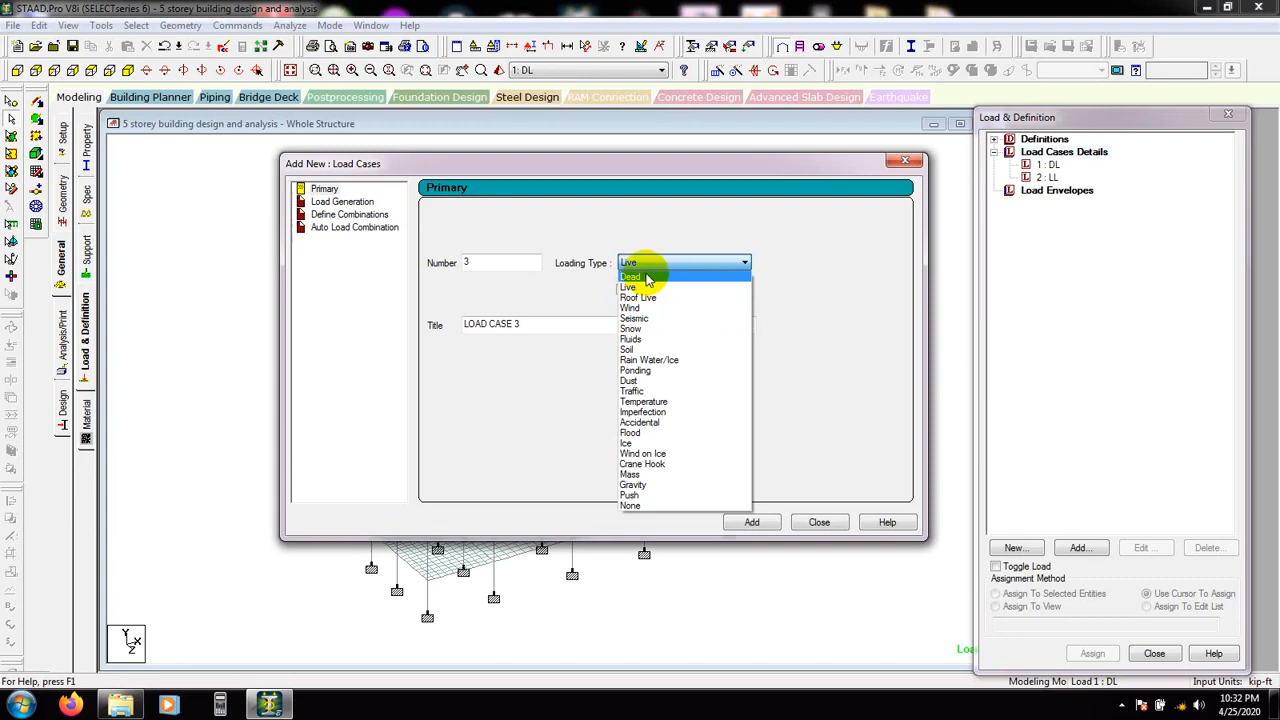 STAAD.Pro V8i (SELECTseries 6) - 5 storey building design and analysis
File Edit View Tools Select Geometry Commands Analyze Mode Window Help
1: DL
Modeling Building Planner Piping Bridge Deck Postprocessing Foundation Design Steel Design RAM Connection Concrete Design Advanced Slab Design Earthquake
5 storey building design and analysis - Whole Structure
Load & Definition
Definitions
Load Cases Details
1 : DL
2 : LL
Load Envelopes
Setup
Geometry
General
Analysis/Print
Design
Property
Spec
Support
Load & Definition
Material
Add New : Load Cases
Primary
Load Generation
Define Combinations
Auto Load Combination
Primary
Number 3 Loading Type : Live
Title LOAD CASE 3
Dead
Live
Roof Live
Wind
Seismic
Snow
Fluids
Soil
Rain Water/Ice
Ponding
Dust
Traffic
Temperature
Imperfection
Accidental
Flood
Ice
Wind on Ice
Crane Hook
Mass
Gravity
Push
None
Add Close Help
New... Add... Edit ... Delete...
Toggle Load
Assignment Method
Assign To Selected Entities Use Cursor To Assign
Assign To View Assign To Edit List
Assign Close Help
Y
X
Z
Loa
For Help, press F1
Modeling Mo Load 1 : DL Input Units: kip-ft
10:32 PM
4/25/2020